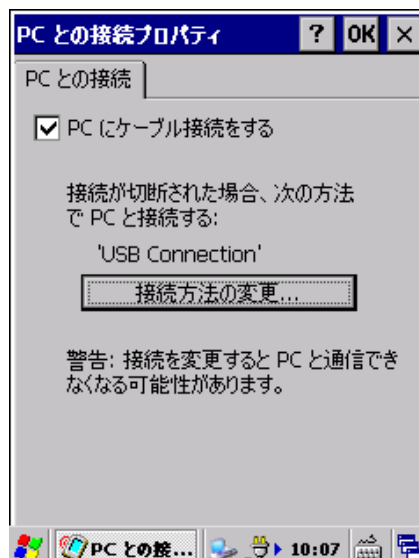 PC との接続プロパティ ? OK ×
PC との接続
PC にケーブル接続をする
接続が切断された場合、次の方法
で PC と接続する:
'USB Connection'
接続方法の変更...
警告: 接続を変更すると PC と通信でき
なくなる可能性があります。
PC との接... 10:07